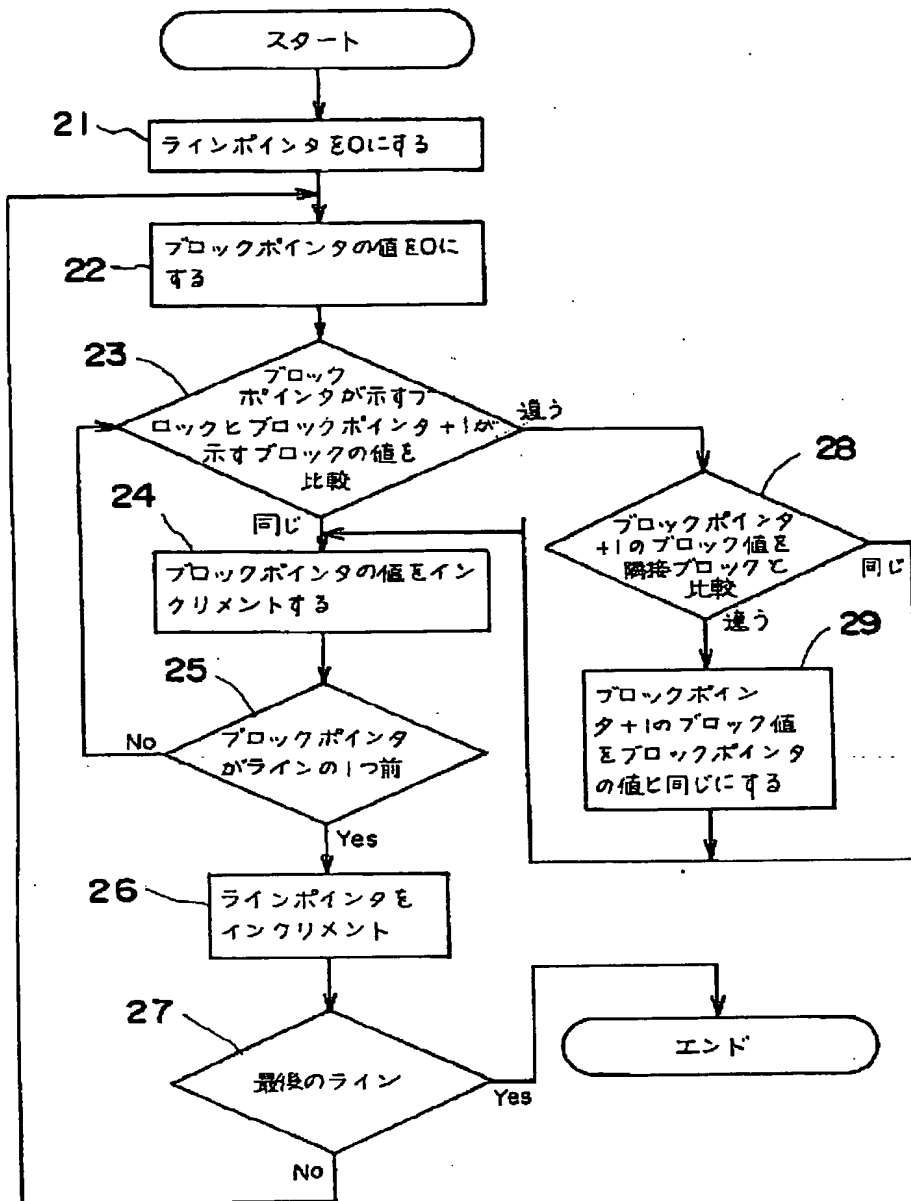 スタート
21
ラインポインタを0にする
22
ブロックポインタの値を0に
する
23
ブロック
ポインタが示すブ
ロックとブロックポインタ+1が
示すブロックの値を
比較
違う
同じ
24
ブロックポインタの値をイン
クリメントする
25
ブロックポインタ
がラインの1つ前
No
Yes
26
ラインポインタを
インクリメント
27
最後のライン
Yes
No
28
ブロックポインタ
+1のブロック値を
隣接ブロックと
比較
同じ
違う
29
ブロックポイン
タ+1のブロック値
をブロックポインタ
の値と同じにする
エンド